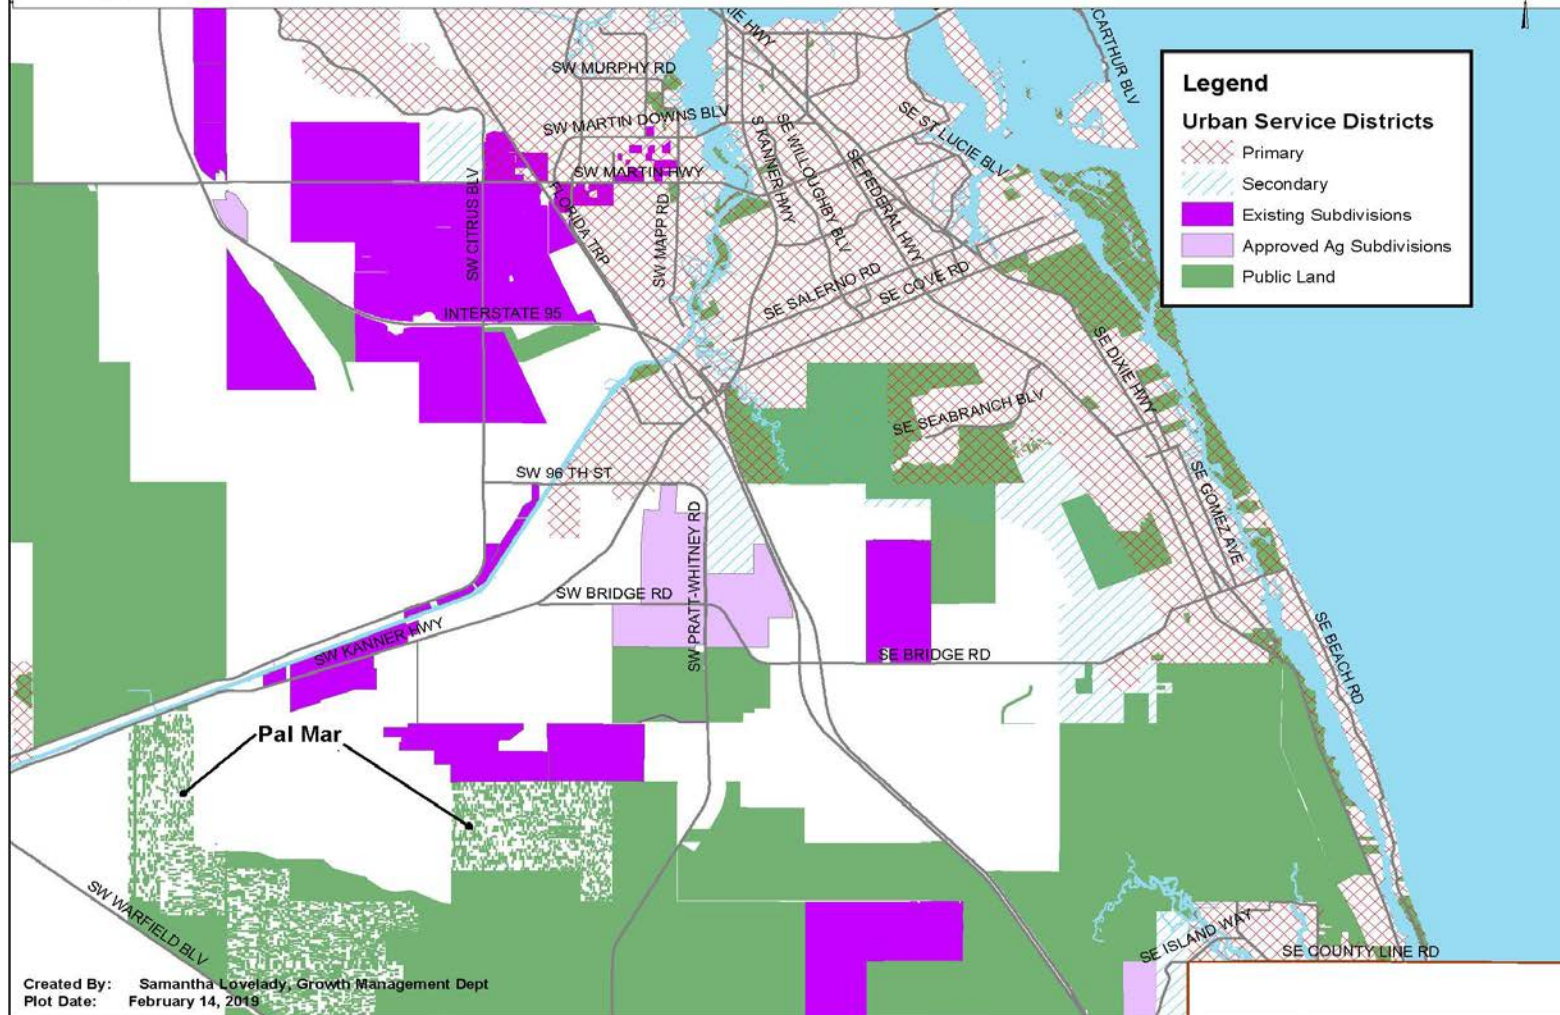 IE HWY
CARTHUR BLV
SW MURPHY RD
SW MARTIN DOWNS BLV
S KANNER HWY
SE WILLOUGHBY BLV
SE ST LUCIE BLV
SE FEDERAL HWY
SW MARTIN HWY
SW CITRUS BLV
FLORIDA TRP
SW MAPP RD
SE SALERNO RD
SE COVE RD
INTERSTATE 95
SE DIXIE HWY
SE SEABRANCH BLV
SW 96 TH ST
SE GOMEZ AVE
SW PRATT-WHITNEY RD
SW BRIDGE RD
SW KANNER HWY
SE BRIDGE RD
SE BEACH RD
Pal Mar
SW WARFIELD BLV
SE ISLAND WAY
SE COUNTY LINE RD
Legend
Urban Service Districts
Primary
Secondary
Existing Subdivisions
Approved Ag Subdivisions
Public Land
Created By: Samantha Lovelady, Growth Management Dept
Plot Date: February 14, 2019